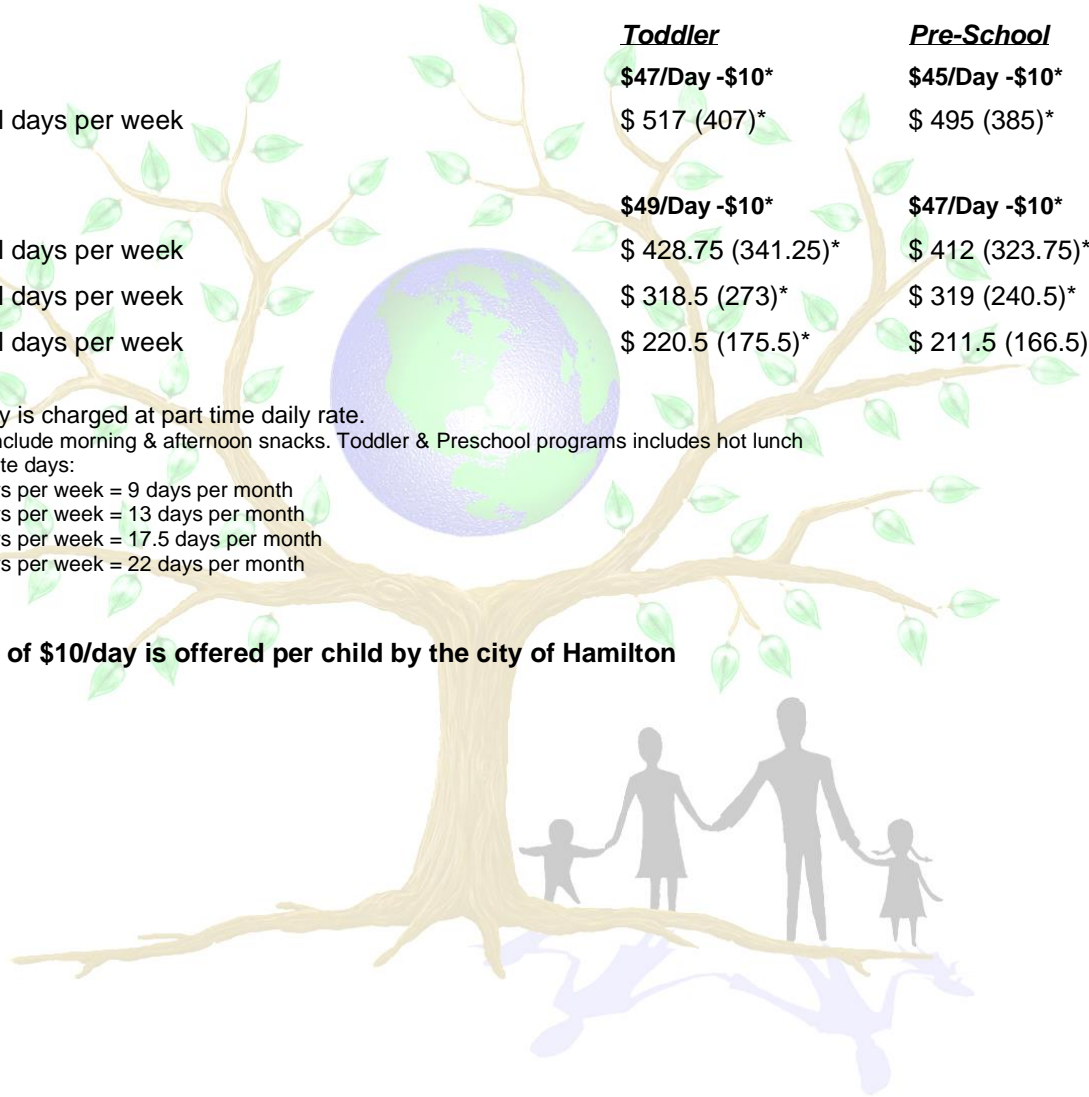 Toddler Pre-School
$47/Day -$10* $45/Day -$10*
days per week $ 517 (407)* $ 495 (385)*
$49/Day -$10* $47/Day -$10*
days per week $ 428.75 (341.25)* $ 412 (323.75)*
days per week $ 318.5 (273)* $ 319 (240.5)*
days per week $ 220.5 (175.5)* $ 211.5 (166.5)
is charged at part time daily rate.
nclude morning & afternoon snacks. Toddler & Preschool programs includes hot lunch
te days:
ys per week = 9 days per month
ys per week = 13 days per month
ys per week = 17.5 days per month
ys per week = 22 days per month
of $10/day is offered per child by the city of Hamilton